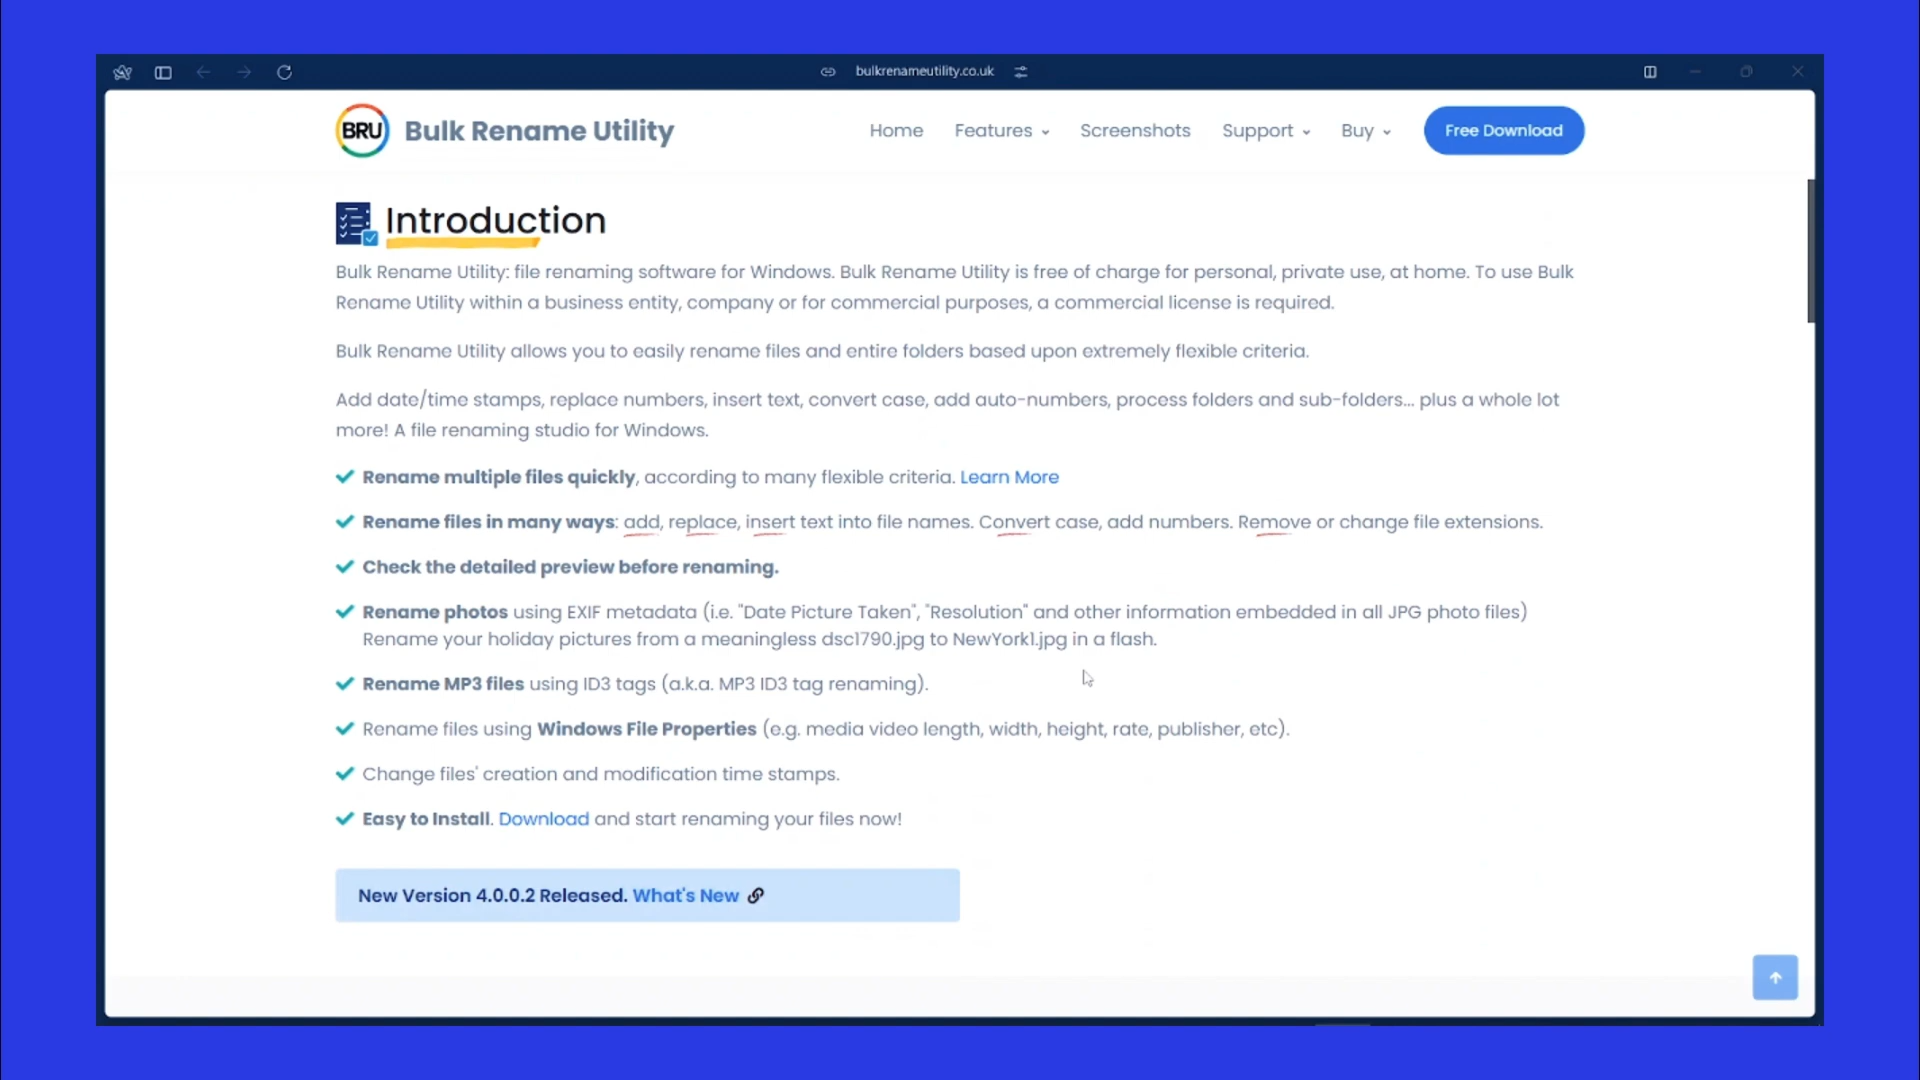 bulkrenameutility.co.uk
BRU Bulk Rename Utility
Home Features Screenshots Support Buy Free Download
Introduction
Bulk Rename Utility: file renaming software for Windows. Bulk Rename Utility is free of charge for personal, private use, at home. To use Bulk
Rename Utility within a business entity, company or for commercial purposes, a commercial license is required.
Bulk Rename Utility allows you to easily rename files and entire folders based upon extremely flexible criteria.
Add date/time stamps, replace numbers, insert text, convert case, add auto-numbers, process folders and sub-folders... plus a whole lot
more! A file renaming studio for Windows.
Rename multiple files quickly, according to many flexible criteria. Learn More
Rename files in many ways: add, replace, insert text into file names. Convert case, add numbers. Remove or change file extensions.
Check the detailed preview before renaming.
Rename photos using EXIF metadata (i.e. "Date Picture Taken", "Resolution" and other information embedded in all JPG photo files)
Rename your holiday pictures from a meaningless dsc1790.jpg to NewYork1.jpg in a flash.
Rename MP3 files using ID3 tags (a.k.a. MP3 ID3 tag renaming).
Rename files using Windows File Properties (e.g. media video length, width, height, rate, publisher, etc).
Change files' creation and modification time stamps.
Easy to Install. Download and start renaming your files now!
New Version 4.0.0.2 Released. What's New